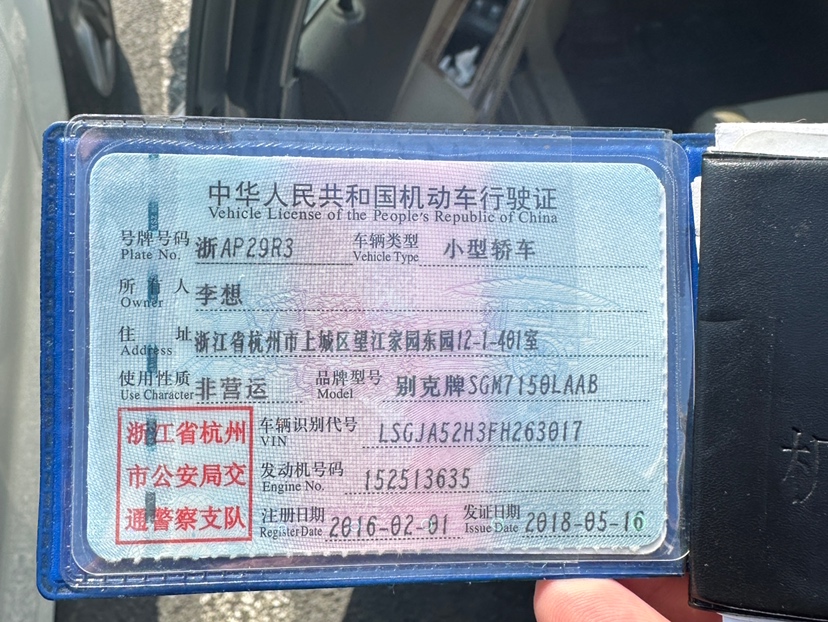 中华人民共和国机动车行驶证
Vehicle License of the People's Republic of China
号牌号码 浙AP29R3 车辆类型 小型轿车
Plate No. Vehicle Type
所有人 李想
Owner
住址 浙江省杭州市上城区望江家园东园12-1-401室
Address
使用性质 非营运 品牌型号 别克牌SGM7150LAAB
Use Character Model
浙江省杭州 车辆识别代号 LSGJA52H3FH263017
VIN
市公安局交 发动机号码 152513635
Engine No.
通警察支队 注册日期 2016-02-01 发证日期 2018-05-16
Register Date Issue Date